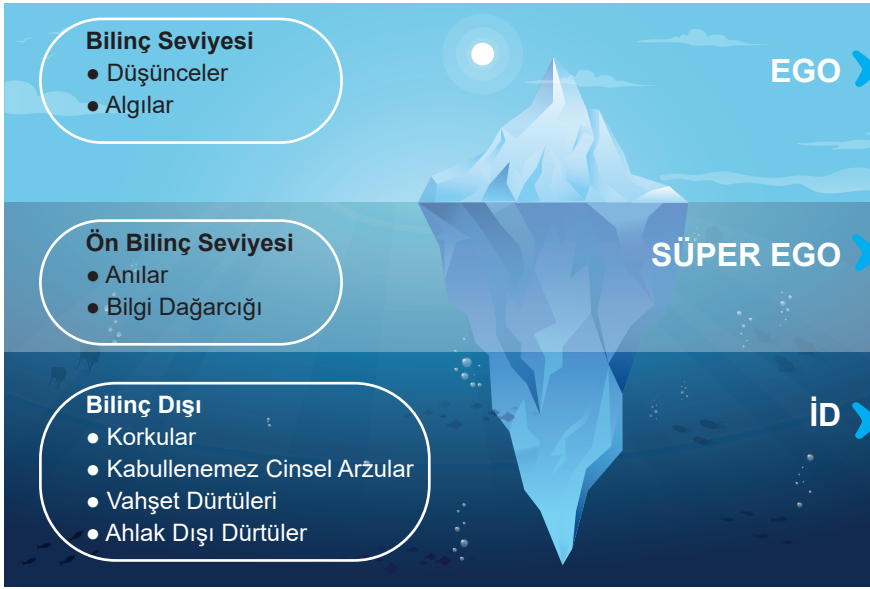 Bilinç Seviyesi
● Düşünceler
● Algılar
EGO
Ön Bilinç Seviyesi
● Anılar
● Bilgi Dağarcığı
SÜPER EGO
Bilinç Dışı
● Korkular
● Kabullenemez Cinsel Arzular
● Vahşet Dürtüleri
● Ahlak Dışı Dürtüler
İD